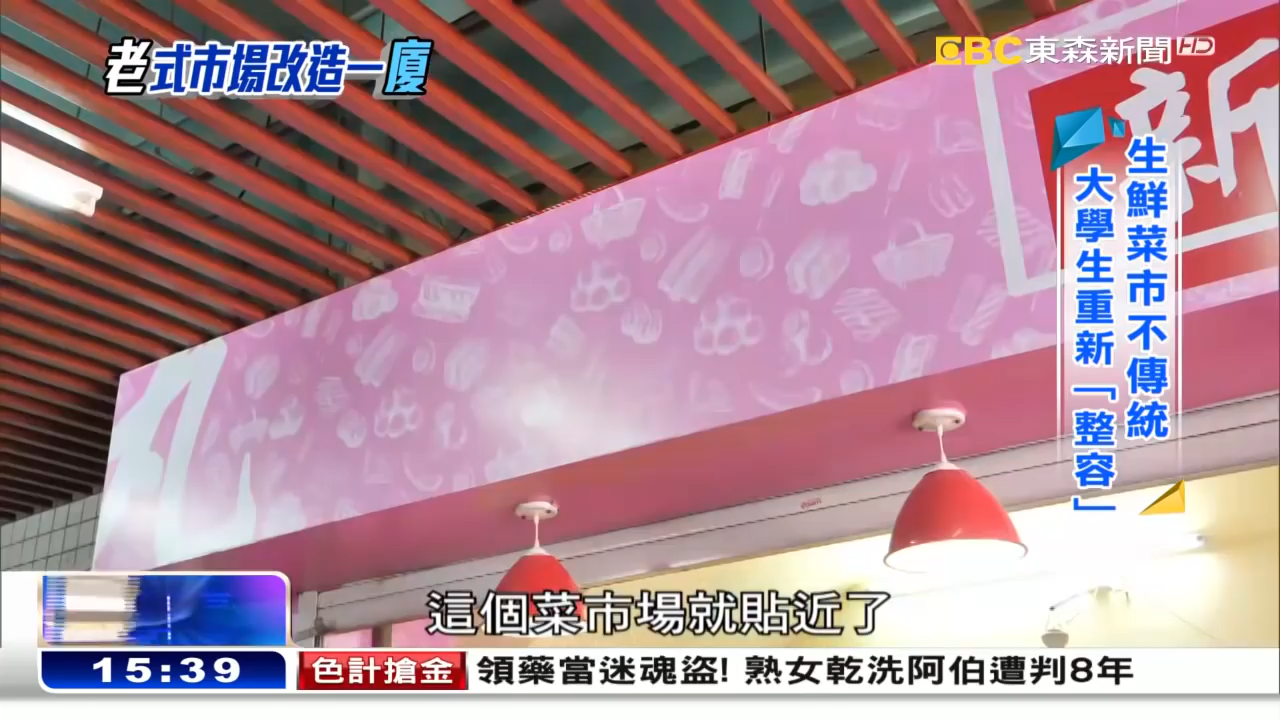 老式市場改造一廈
EBC東森新聞HD
新
生鮮菜市不傳統
大學生重新「整容」
這個菜市場就貼近了
15:39
色計搶金
領藥當迷魂盜! 熟女乾洗阿伯遭判8年